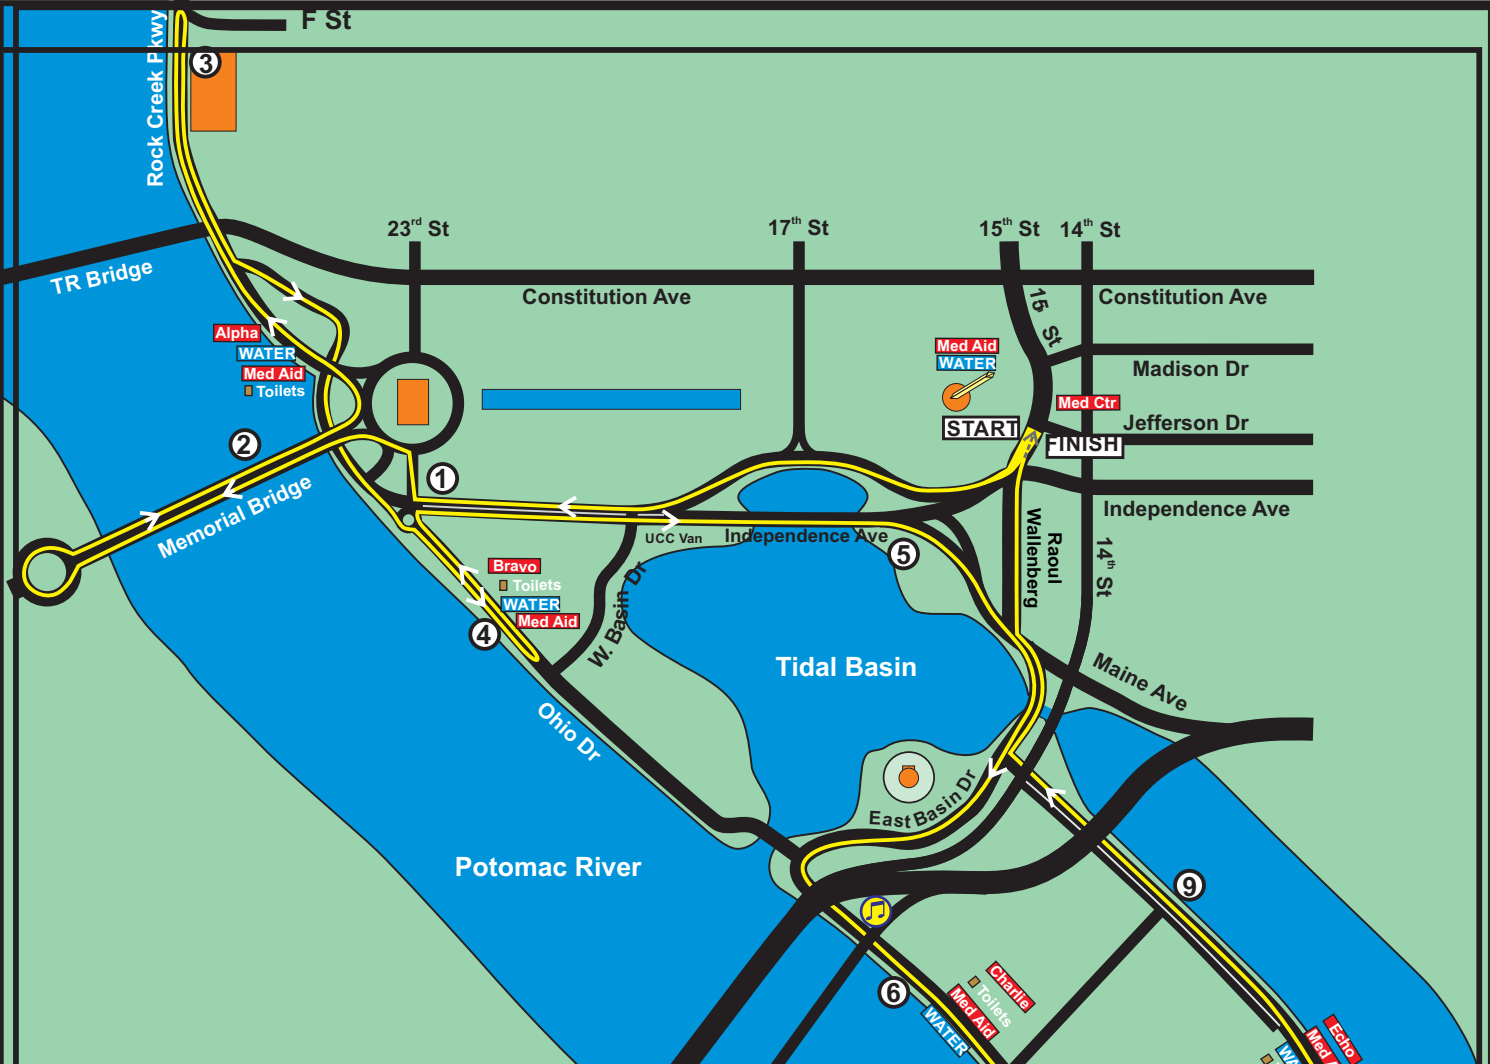 F St
Rock Creek Pkwy
3
23rd St
17th St
15th St
14th St
TR Bridge
Constitution Ave
Constitution Ave
15 St
Alpha
WATER
Med Aid
Toilets
Med Aid
WATER
Madison Dr
Med Ctr
Jefferson Dr
START
FINISH
2
1
Memorial Bridge
Independence Ave
UCC Van
Independence Ave
5
Raoul
Wallenberg
14th St
Bravo
Toilets
WATER
Med Aid
4
W. Basin Dr
Tidal Basin
Maine Ave
Ohio Dr
East Basin Dr
Potomac River
9
6
Charlie
Toilets
Med Aid
WATER
Echo
Med